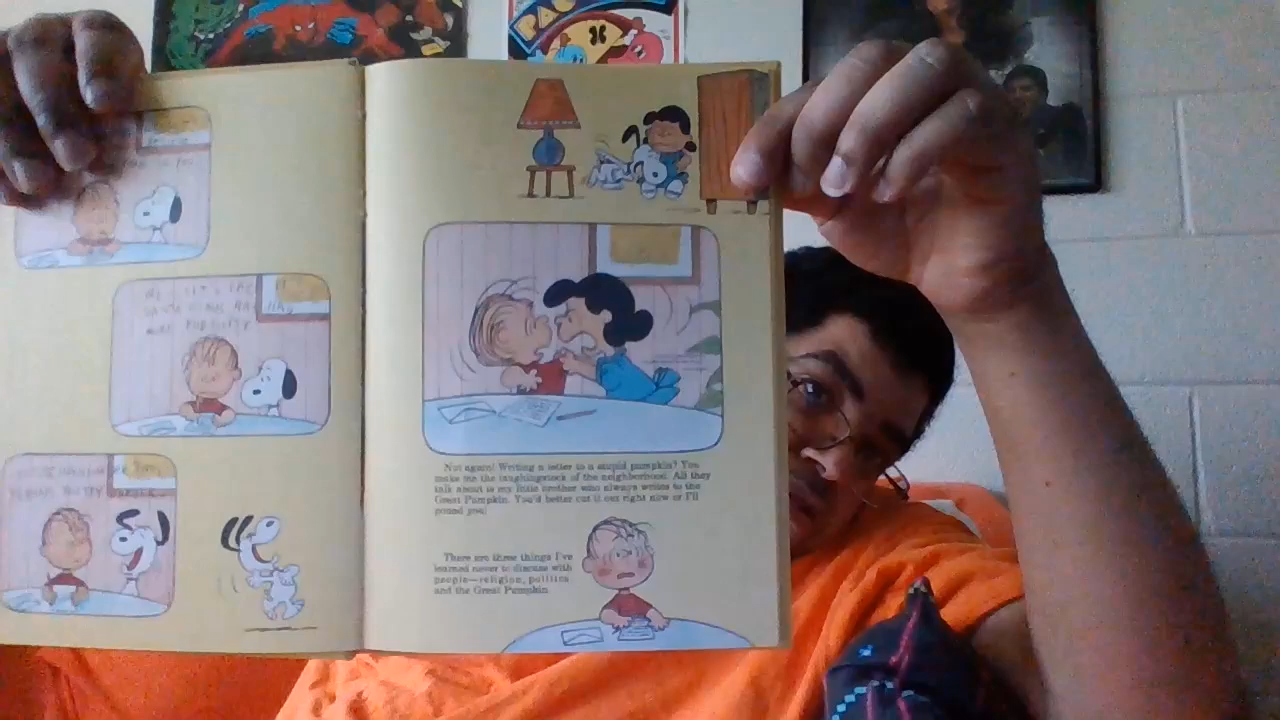 PAC
Not again! Writing a letter to a stupid pumpkin? You
make me the laughingstock of the neighborhood. All they
talk about is my little brother who always writes to the
Great Pumpkin. You'd better cut it out right now or I'll
pound you!
There are three things I've
learned never to discuss with
people—religion, politics
and the Great Pumpkin.